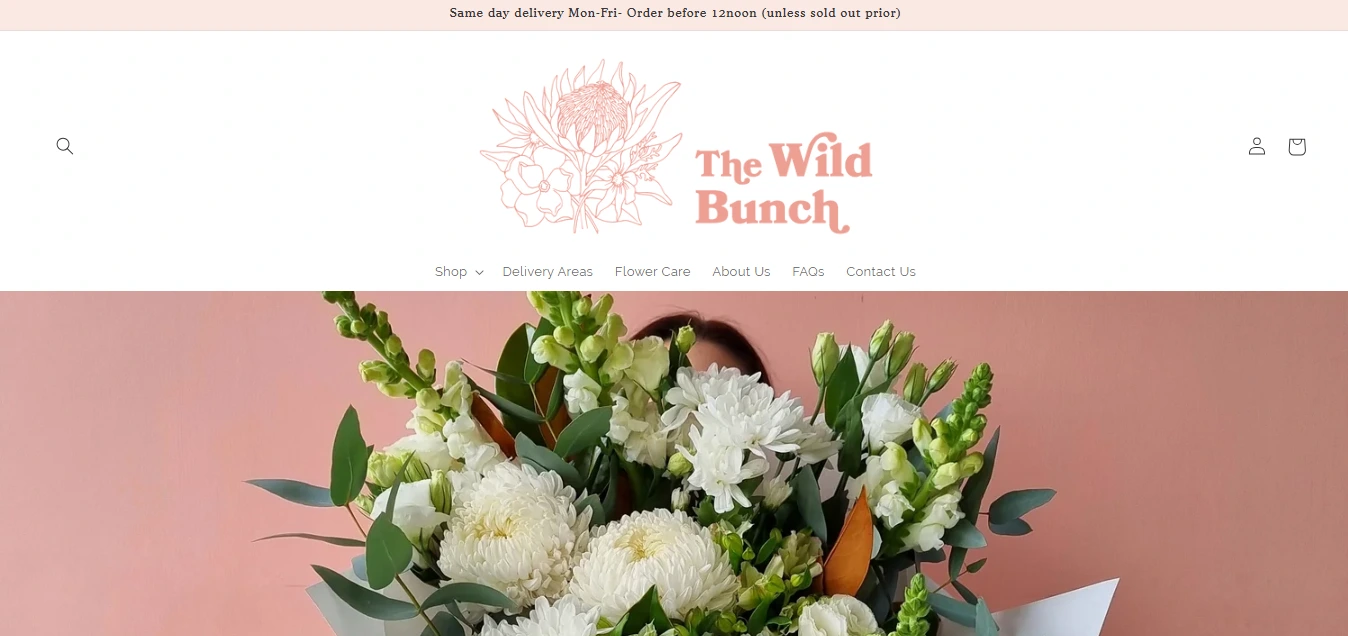 Same day delivery Mon-Fri- Order before 12noon (unless sold out prior)
The Wild
Bunch
Shop Delivery Areas Flower Care About Us FAQs Contact Us